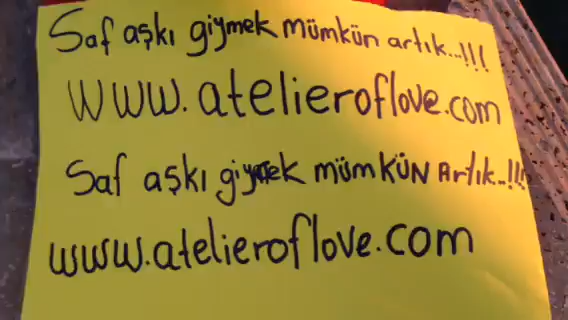 Saf aşkı giymek mümkün artık...!!!
www.atelieroflove.com
Saf aşkı giymek mümKÜN Artık..!!!
www.atelieroflove.com